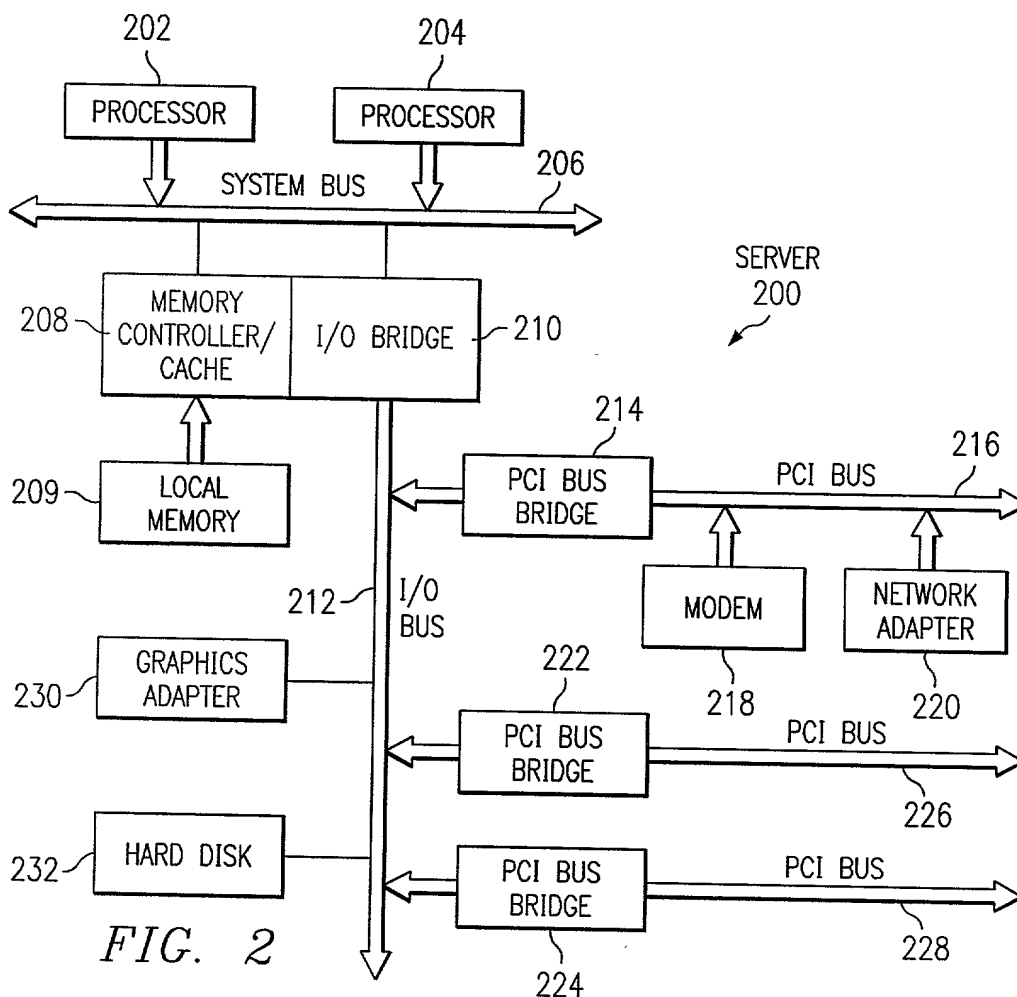 202
204
PROCESSOR
PROCESSOR
SYSTEM BUS
206
SERVER
200
208
MEMORY
CONTROLLER/
CACHE
I/O BRIDGE
210
214
216
209
LOCAL
MEMORY
PCI BUS
BRIDGE
PCI BUS
212
I/O
BUS
MODEM
NETWORK
ADAPTER
230
GRAPHICS
ADAPTER
222
218
220
PCI BUS
BRIDGE
PCI BUS
226
232
HARD DISK
PCI BUS
BRIDGE
PCI BUS
228
224
FIG. 2